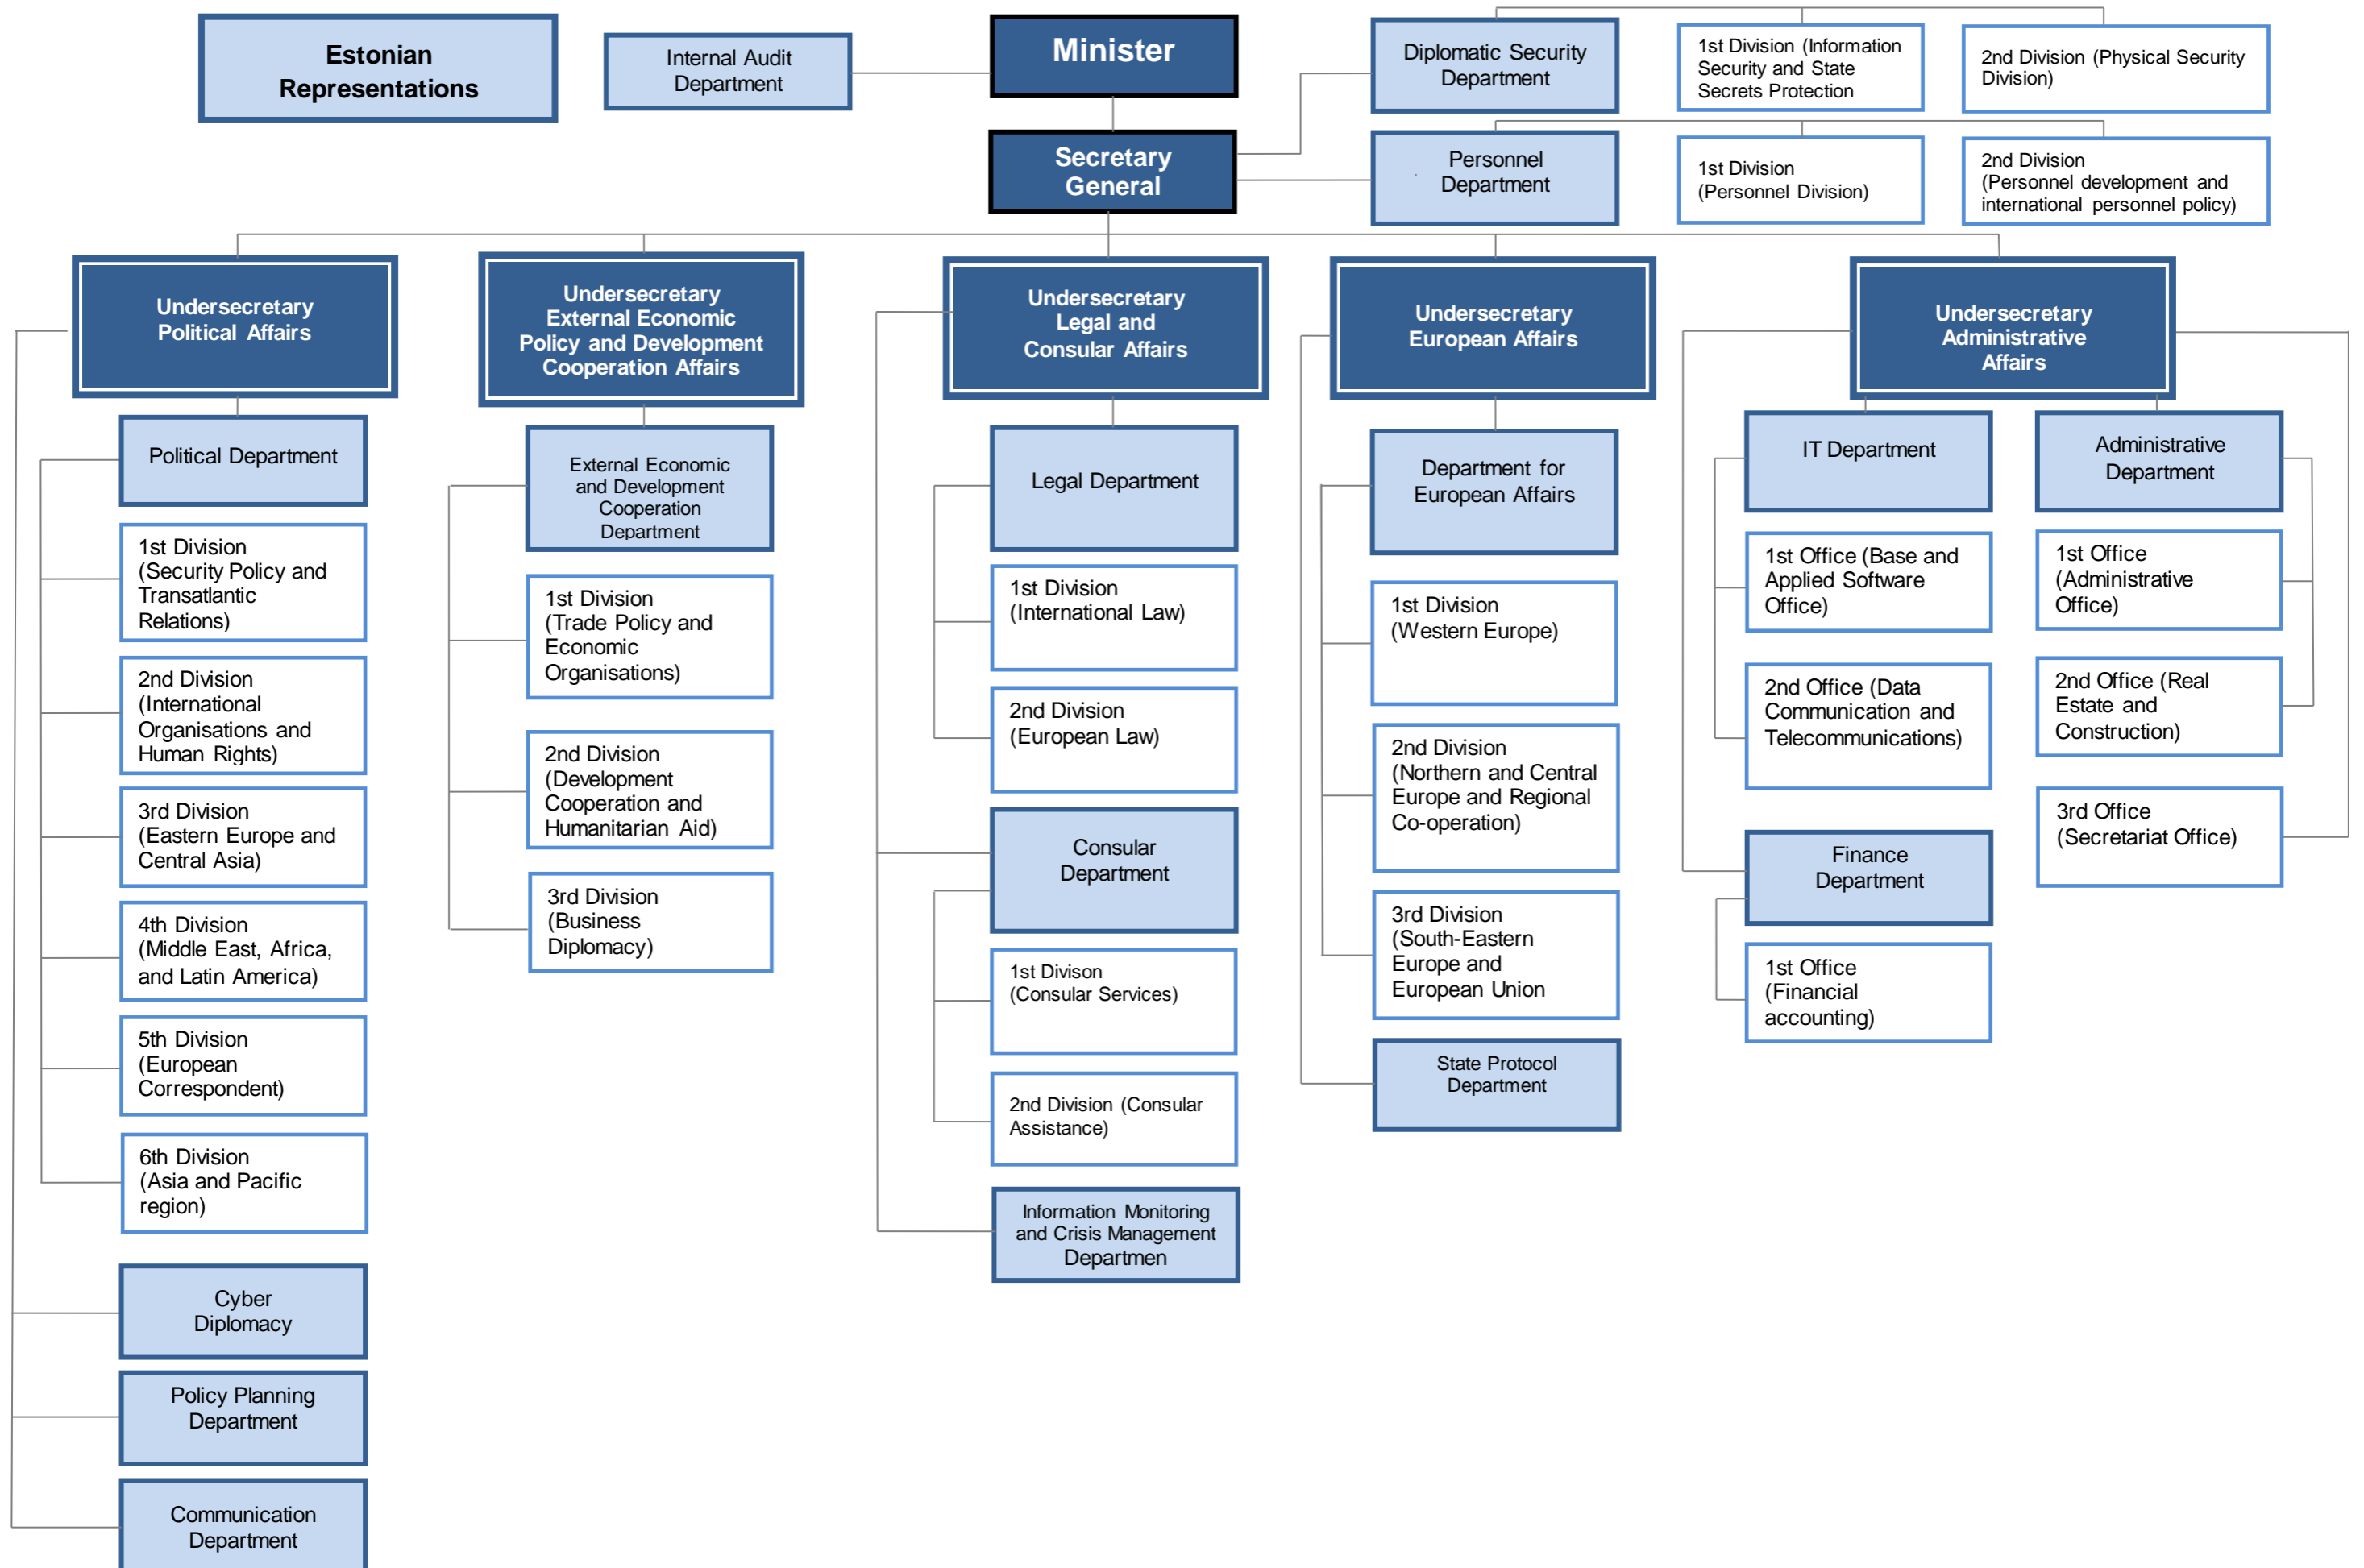 Estonian
Representations
Internal Audit
Department
Minister
Diplomatic Security
Department
1st Division (Information
Security and State
Secrets Protection
2nd Division (Physical Security
Division)
Secretary
General
Personnel
Department
1st Division
(Personnel Division)
2nd Division
(Personnel development and
international personnel policy)
Undersecretary
Political Affairs
Undersecretary
External Economic
Policy and Development
Cooperation Affairs
Undersecretary
Legal and
Consular Affairs
Undersecretary
European Affairs
Undersecretary
Administrative
Affairs
Political Department
1st Division
(Security Policy and
Transatlantic
Relations)
2nd Division
(International
Organisations and
Human Rights)
3rd Division
(Eastern Europe and
Central Asia)
4th Division
(Middle East, Africa,
and Latin America)
5th Division
(European
Correspondent)
6th Division
(Asia and Pacific
region)
Cyber
Diplomacy
Policy Planning
Department
Communication
Department
External Economic
and Development
Cooperation
Department
1st Division
(Trade Policy and
Economic
Organisations)
2nd Division
(Development
Cooperation and
Humanitarian Aid)
3rd Division
(Business
Diplomacy)
Legal Department
1st Division
(International Law)
2nd Division
(European Law)
Consular
Department
1st Divison
(Consular Services)
2nd Division (Consular
Assistance)
Information Monitoring
and Crisis Management
Departmen
Department for
European Affairs
1st Division
(Western Europe)
2nd Division
(Northern and Central
Europe and Regional
Co-operation)
3rd Division
(South-Eastern
Europe and
European Union
State Protocol
Department
IT Department
1st Office (Base and
Applied Software
Office)
2nd Office (Data
Communication and
Telecommunications)
Finance
Department
1st Office
(Financial
accounting)
Administrative
Department
1st Office
(Administrative
Office)
2nd Office (Real
Estate and
Construction)
3rd Office
(Secretariat Office)